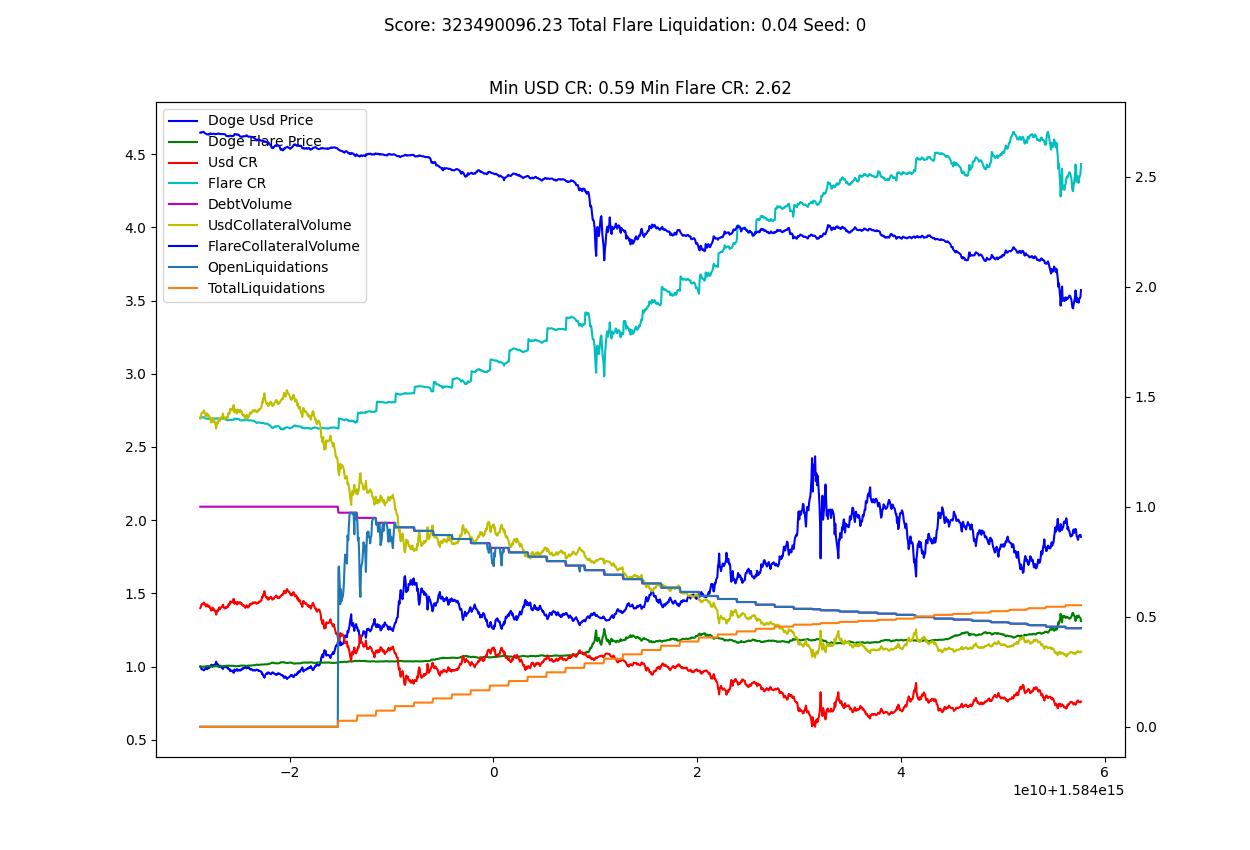 Score: 323490096.23 Total Flare Liquidation: 0.04 Seed: 0
Min USD CR: 0.59 Min Flare CR: 2.62
Doge Usd Price
Doge Flare Price
Usd CR
Flare CR
DebtVolume
UsdCollateralVolume
FlareCollateralVolume
OpenLiquidations
TotalLiquidations
4.5
4.0
3.5
3.0
2.5
2.0
1.5
1.0
0.5
2.5
2.0
1.5
1.0
0.5
0.0
−2
0
2
4
6
1e10+1.584e15